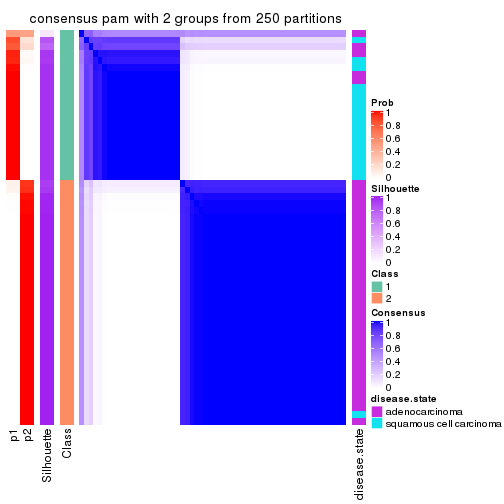 consensus pam with 2 groups from 250 partitions
Prob
1
0.8
0.6
0.4
0.2
0
Silhouette
1
0.8
0.6
0.4
0.2
0
Class
1
2
Consensus
1
0.8
0.6
0.4
0.2
0
disease.state
adenocarcinoma
squamous cell carcinoma
p1
p2
Silhouette
Class
disease.state